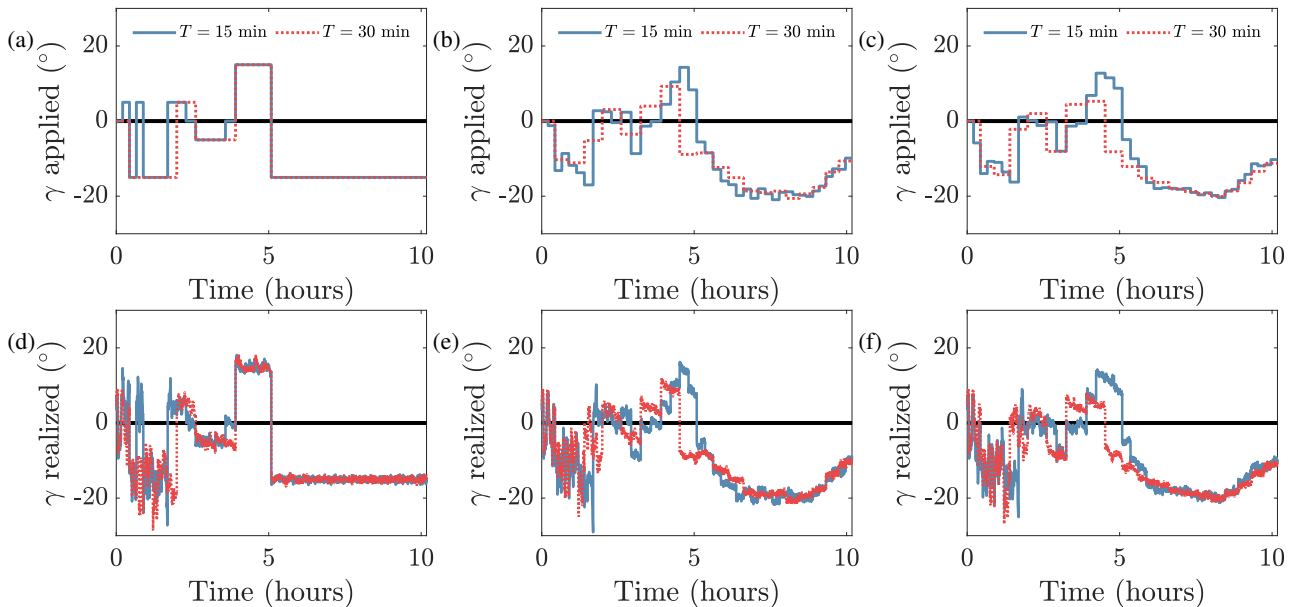 (a) γ applied (°) 20 0 -20 T = 15 min T = 30 min 0 5 10 Time (hours)
(b) γ applied (°) 20 0 -20 T = 15 min T = 30 min 0 5 10 Time (hours)
(c) γ applied (°) 20 0 -20 T = 15 min T = 30 min 0 5 10 Time (hours)
(d) γ realized (°) 20 0 -20 0 5 10 Time (hours)
(e) γ realized (°) 20 0 -20 0 5 10 Time (hours)
(f) γ realized (°) 20 0 -20 0 5 10 Time (hours)